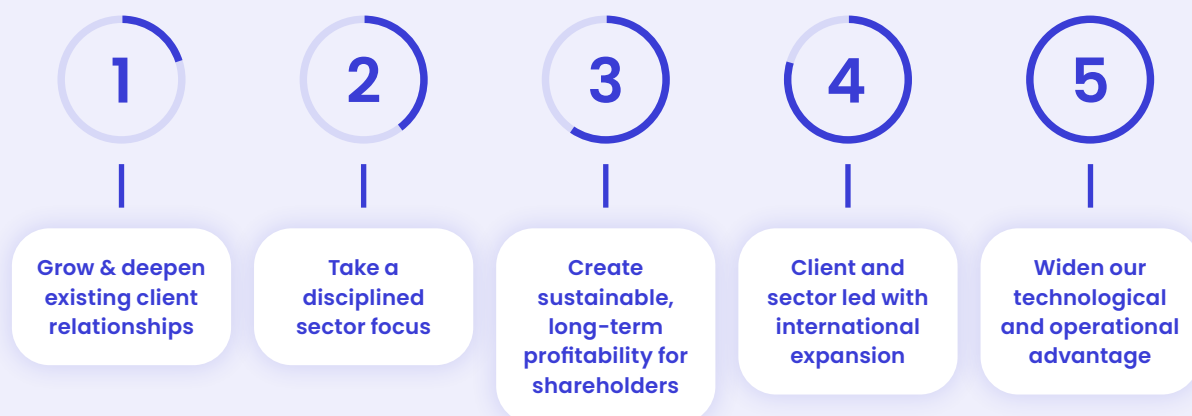 1
Grow & deepen
existing client
relationships
2
Take a
disciplined
sector focus
3
Create
sustainable,
long-term
profitability for
shareholders
4
Client and
sector led with
international
expansion
5
Widen our
technological
and operational
advantage